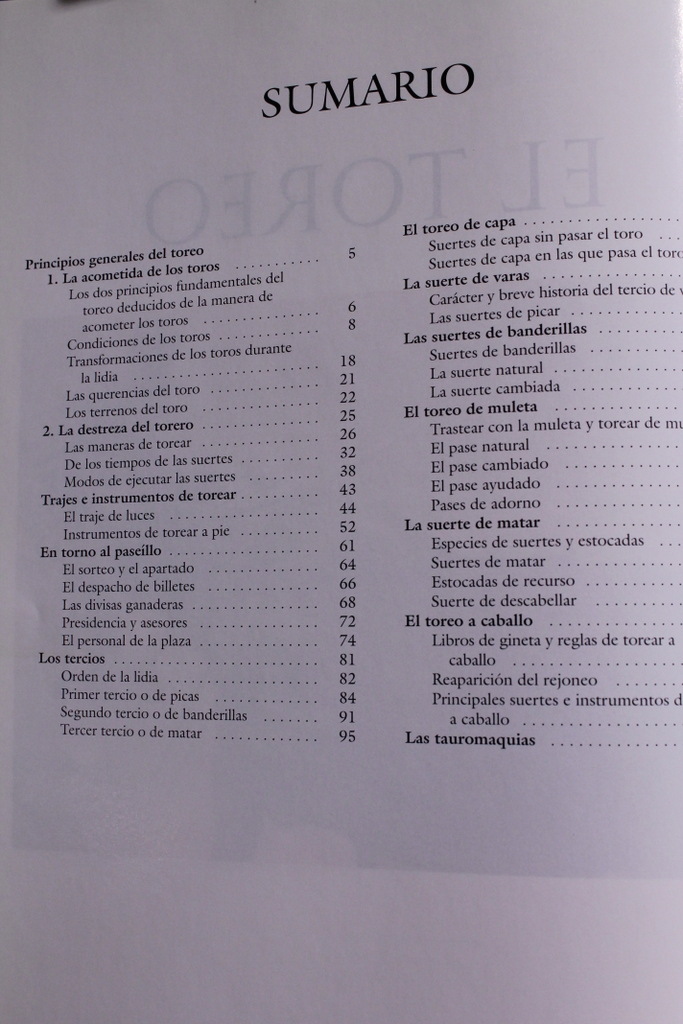 SUMARIO
EL TOREO
Principios generales del toreo
1. La acometida de los toros . . . . . . . . . . . 5
Los dos principios fundamentales del
toreo deducidos de la manera de
acometer los toros . . . . . . . . . . . . . . 6
Condiciones de los toros . . . . . . . . . . . . 8
Transformaciones de los toros durante
la lidia . . . . . . . . . . . . . . . . . . . . . 18
Las querencias del toro . . . . . . . . . . . . . 21
Los terrenos del toro . . . . . . . . . . . . . . 22
2. La destreza del torero . . . . . . . . . . . . . . 25
Las maneras de torear . . . . . . . . . . . . . . 26
De los tiempos de las suertes . . . . . . . . . . 32
Modos de ejecutar las suertes . . . . . . . . . . 38
Trajes e instrumentos de torear . . . . . . . . . . 43
El traje de luces . . . . . . . . . . . . . . . . . 44
Instrumentos de torear a pie . . . . . . . . . . 52
En torno al paseíllo . . . . . . . . . . . . . . . . . 61
El sorteo y el apartado . . . . . . . . . . . . . 64
El despacho de billetes . . . . . . . . . . . . . . 66
Las divisas ganaderas . . . . . . . . . . . . . . . 68
Presidencia y asesores . . . . . . . . . . . . . . 72
El personal de la plaza . . . . . . . . . . . . . . 74
Los tercios . . . . . . . . . . . . . . . . . . . . . . . 81
Orden de la lidia . . . . . . . . . . . . . . . . . 82
Primer tercio o de picas . . . . . . . . . . . . 84
Segundo tercio o de banderillas . . . . . . . 91
Tercer tercio o de matar . . . . . . . . . . . . 95
El toreo de capa . . . . . . . . . . . . . . . . . .
Suertes de capa sin pasar el toro . . . .
Suertes de capa en las que pasa el toro
La suerte de varas . . . . . . . . . . . . . . .
Carácter y breve historia del tercio de
Las suertes de picar . . . . . . . . . . . . .
Las suertes de banderillas . . . . . . . . . .
Suertes de banderillas . . . . . . . . . . .
La suerte natural . . . . . . . . . . . . . . .
La suerte cambiada . . . . . . . . . . . . .
El toreo de muleta . . . . . . . . . . . . . . .
Trastear con la muleta y torear de mu
El pase natural . . . . . . . . . . . . . . . .
El pase cambiado . . . . . . . . . . . . . .
El pase ayudado . . . . . . . . . . . . . . .
Pases de adorno . . . . . . . . . . . . . . .
La suerte de matar . . . . . . . . . . . . . . .
Especies de suertes y estocadas . . . .
Suertes de matar . . . . . . . . . . . . . . .
Estocadas de recurso . . . . . . . . . . . .
Suerte de descabellar . . . . . . . . . . .
El toreo a caballo . . . . . . . . . . . . . . . .
Libros de gineta y reglas de torear a
caballo . . . . . . . . . . . . . . . . . . . .
Reaparición del rejoneo . . . . . . . .
Principales suertes e instrumentos d
a caballo . . . . . . . . . . . . . . . . . . .
Las tauromaquias . . . . . . . . . . . . . . . .